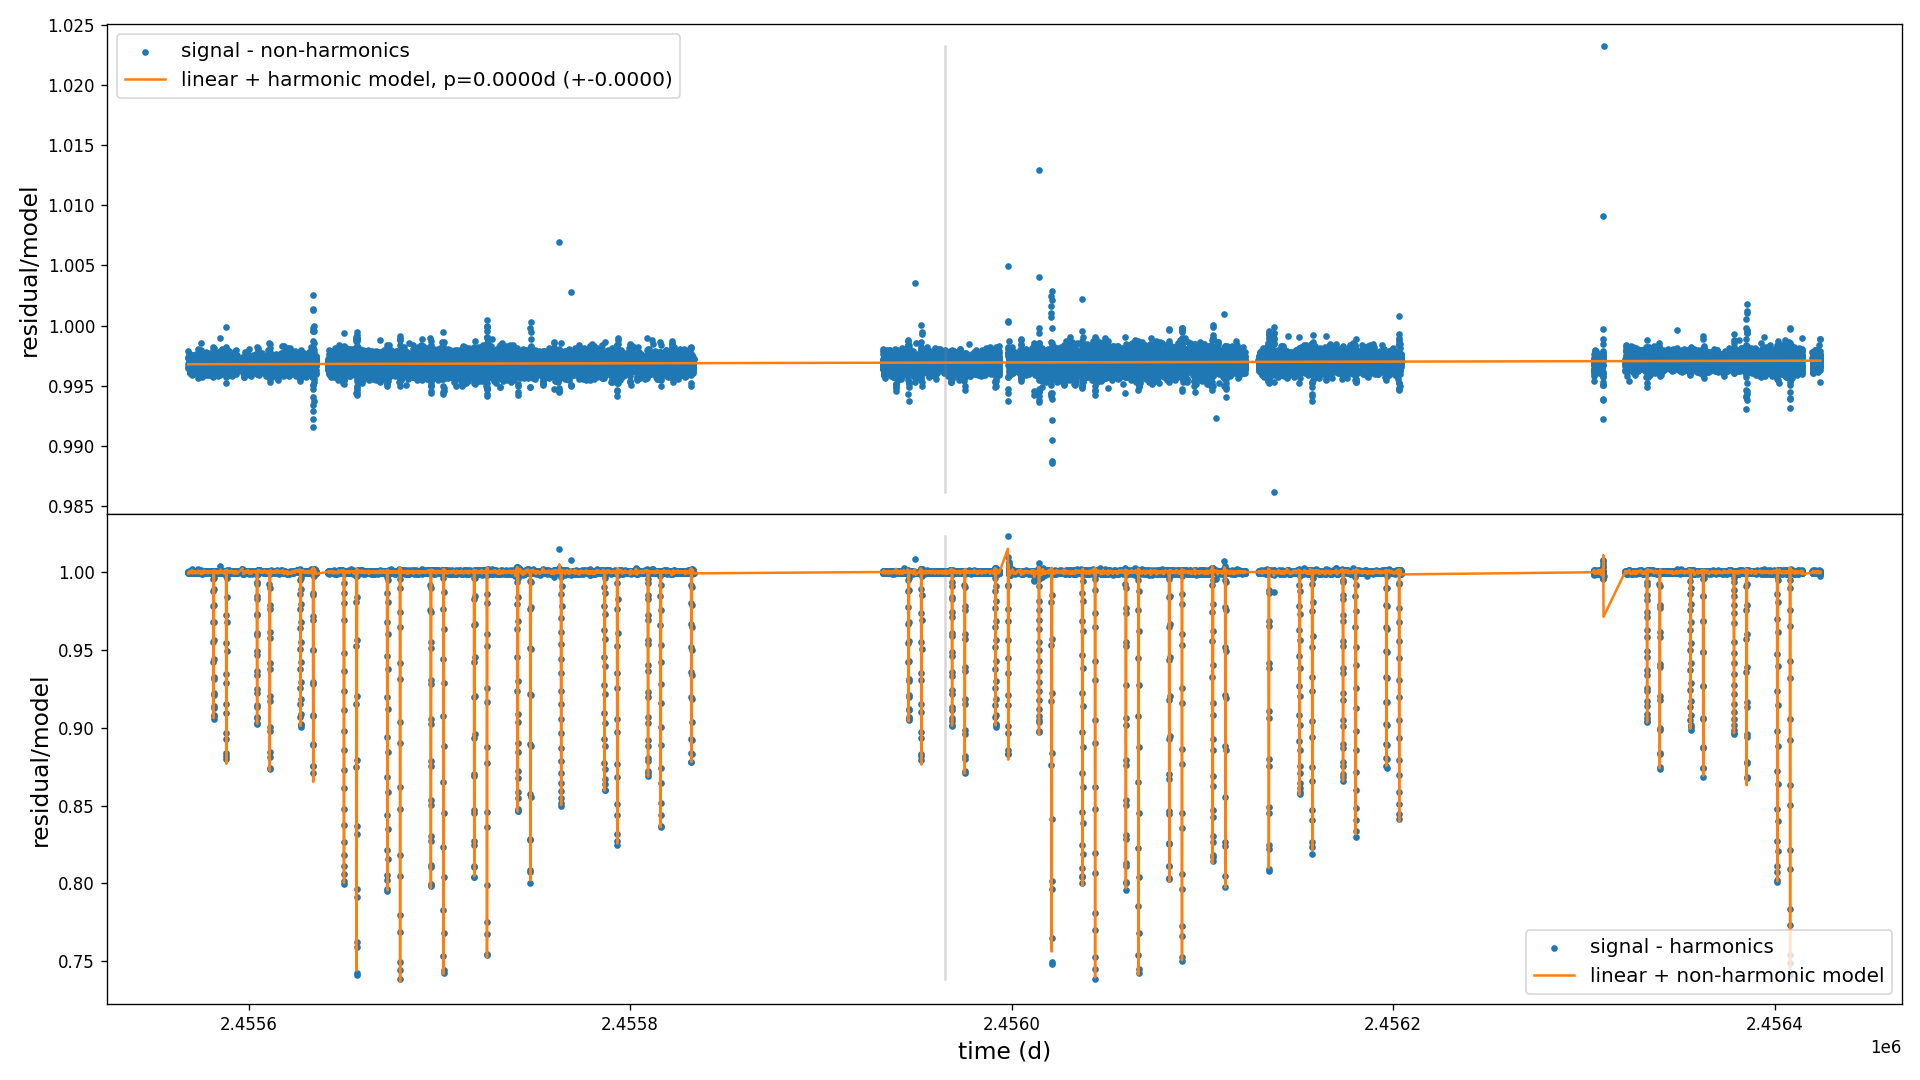 1.025
1.020
1.015
1.010
1.005
1.000
0.995
0.990
0.985
residual/model
signal - non-harmonics
linear + harmonic model, p=0.0000d (+-0.0000)
1.00
0.95
0.90
0.85
0.80
0.75
residual/model
signal - harmonics
linear + non-harmonic model
2.4556
2.4558
2.4560
2.4562
2.4564
1e6
time (d)